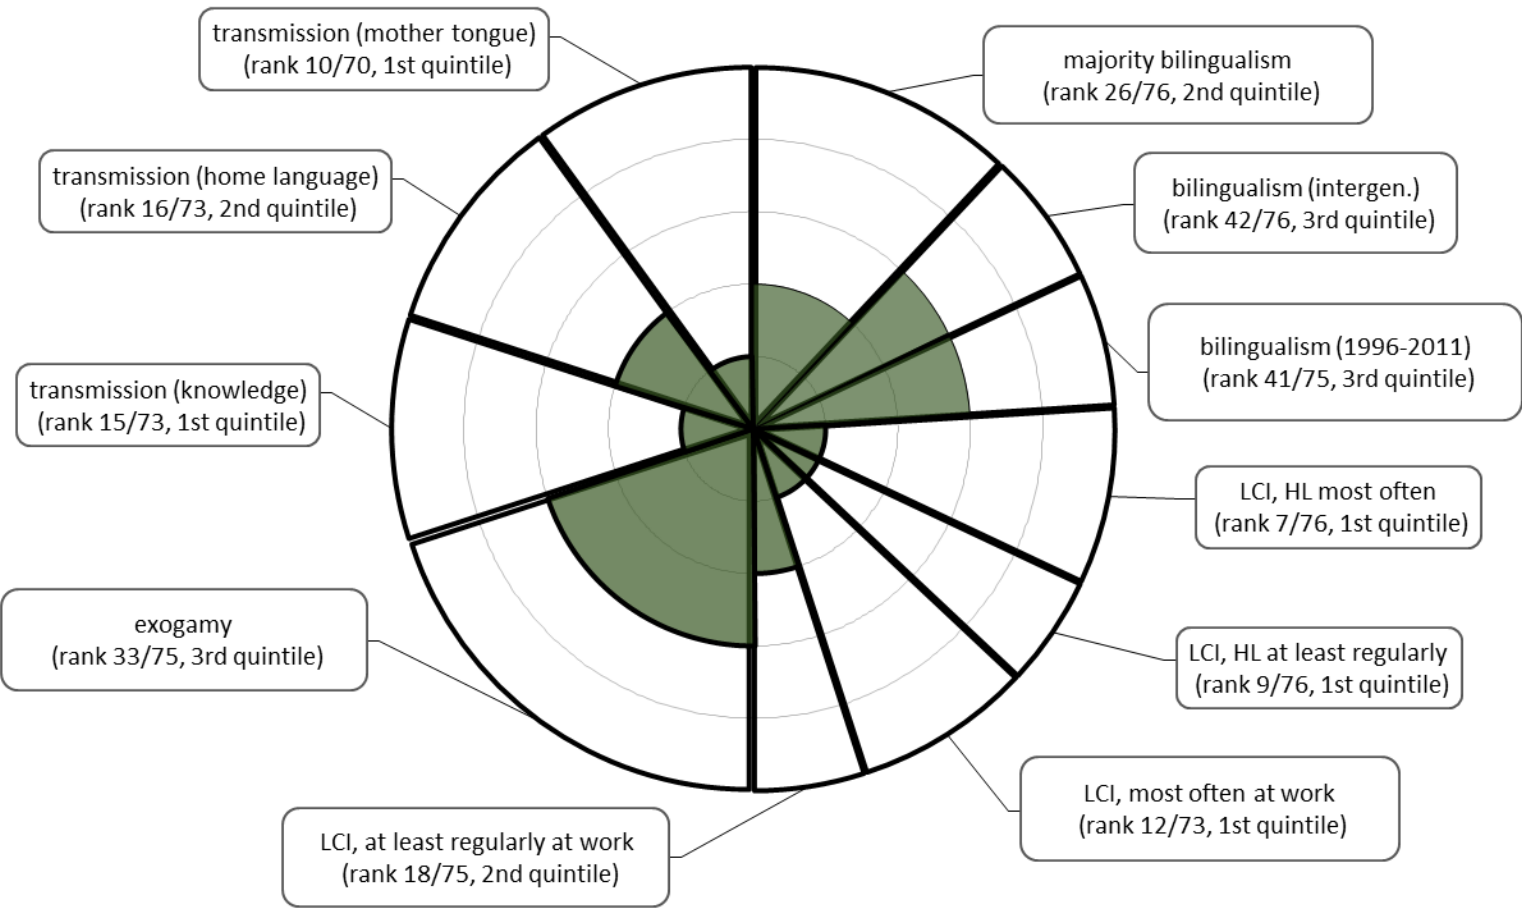 transmission (mother tongue)
(rank 10/70, 1st quintile)
majority bilingualism
(rank 26/76, 2nd quintile)
transmission (home language)
(rank 16/73, 2nd quintile)
bilingualism (intergen.)
(rank 42/76, 3rd quintile)
bilingualism (1996-2011)
(rank 41/75, 3rd quintile)
transmission (knowledge)
(rank 15/73, 1st quintile)
LCI, HL most often
(rank 7/76, 1st quintile)
exogamy
(rank 33/75, 3rd quintile)
LCI, HL at least regularly
(rank 9/76, 1st quintile)
LCI, most often at work
(rank 12/73, 1st quintile)
LCI, at least regularly at work
(rank 18/75, 2nd quintile)